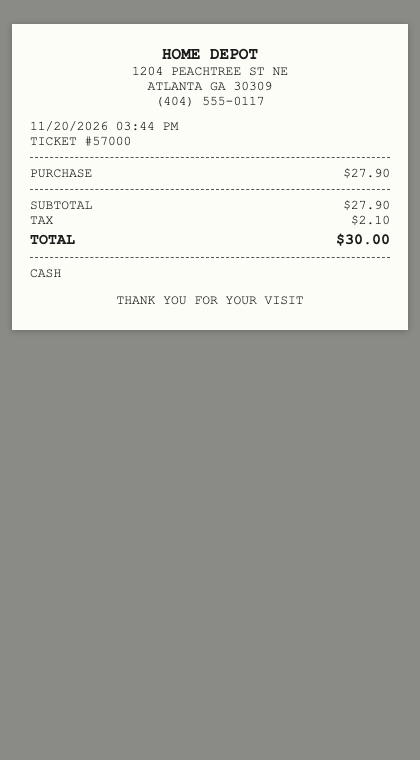 HOME DEPOT
1204 PEACHTREE ST NE
ATLANTA GA 30309
(404) 555-0117
11/20/2026 03:44 PM
TICKET #57000
PURCHASE $27.90
SUBTOTAL $27.90
TAX $2.10
TOTAL $30.00
CASH
THANK YOU FOR YOUR VISIT